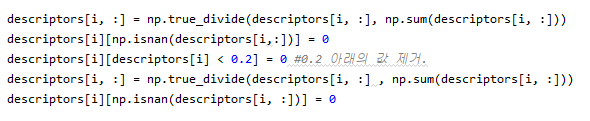 descriptors[i, :] = np.true_divide(descriptors[i, :], np.sum(descriptors[i, :]))
descriptors[i][np.isnan(descriptors[i,:])] = 0
descriptors[i][descriptors[i] < 0.2] = 0 #0.2 아래의 값 제거.
descriptors[i, :] = np.true_divide(descriptors[i, :] , np.sum(descriptors[i, :]))
descriptors[i][np.isnan(descriptors[i, :])] = 0